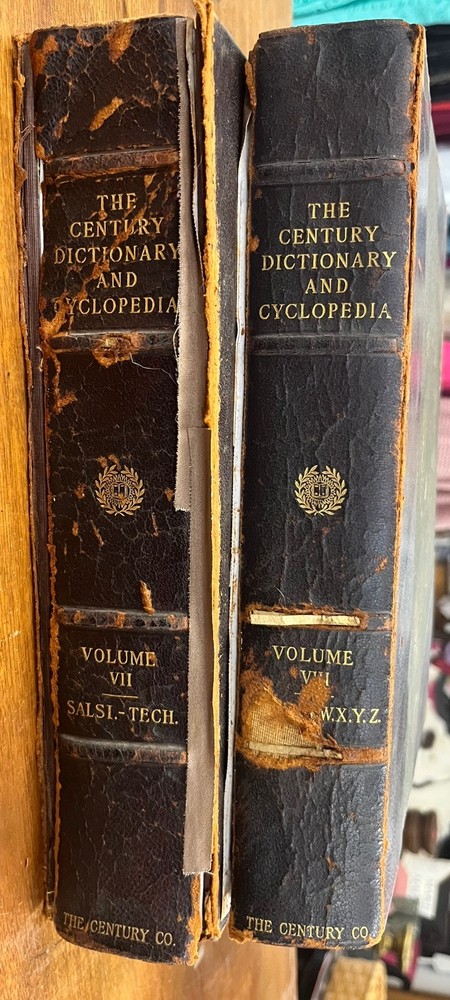 THE
CENTURY
DICTIONARY
AND
CYCLOPEDIA
VOLUME
VII
SALSI.-TECH.
THE CENTURY CO.
THE
CENTURY
DICTIONARY
AND
CYCLOPEDIA
VOLUME
VIII
W.X.Y.Z.
THE CENTURY CO.